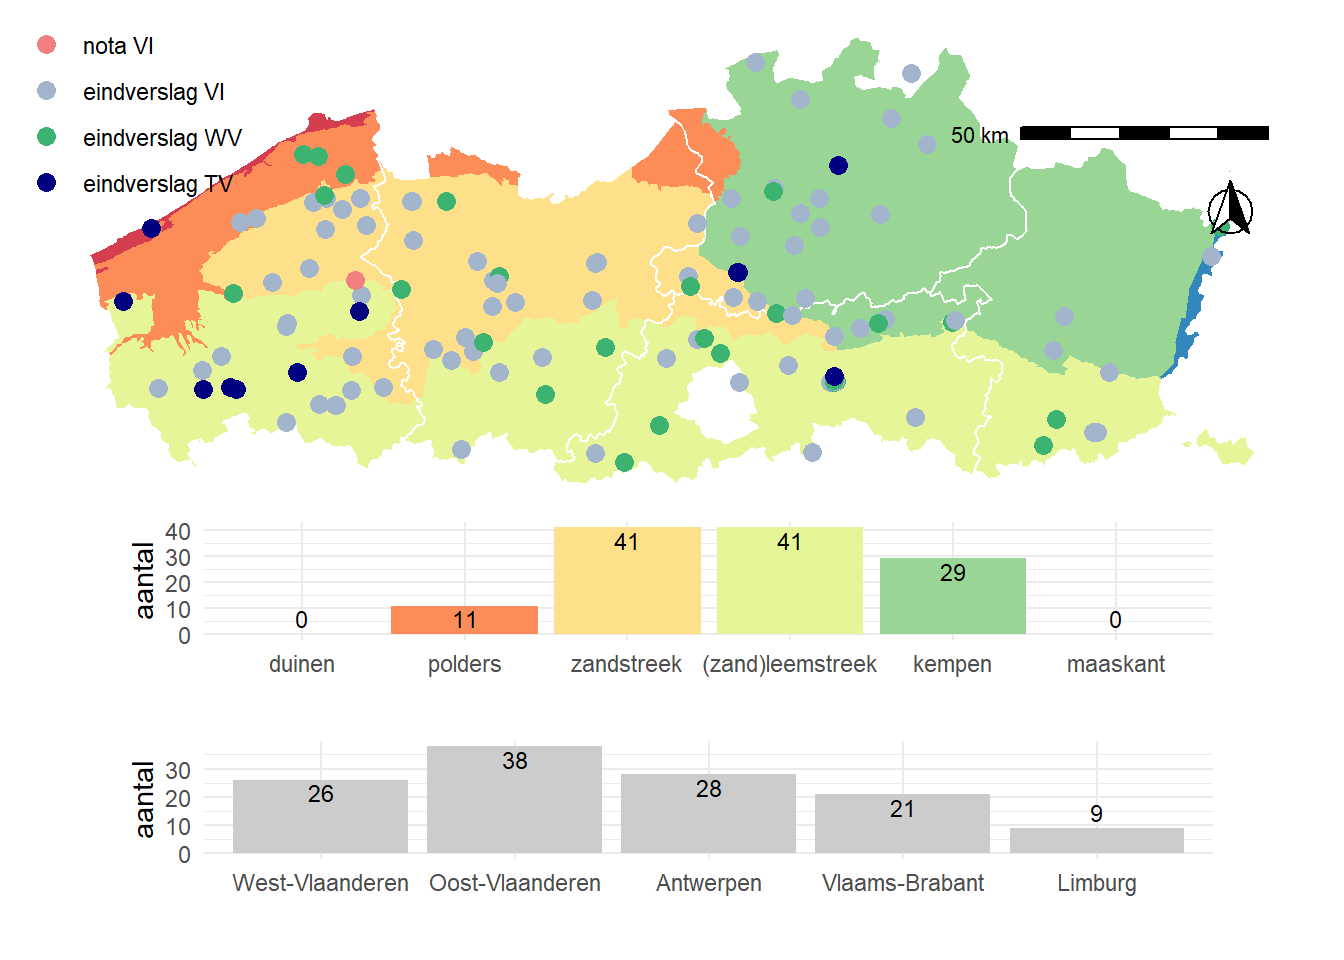 nota VI
eindverslag VI
eindverslag WV
eindverslag TV
50 km
aantal
40
30
20
10
0
0
11
41
41
29
0
duinen
polders
zandstreek
(zand)leemstreek
kempen
maaskant
aantal
30
20
10
0
26
38
28
21
9
West-Vlaanderen
Oost-Vlaanderen
Antwerpen
Vlaams-Brabant
Limburg